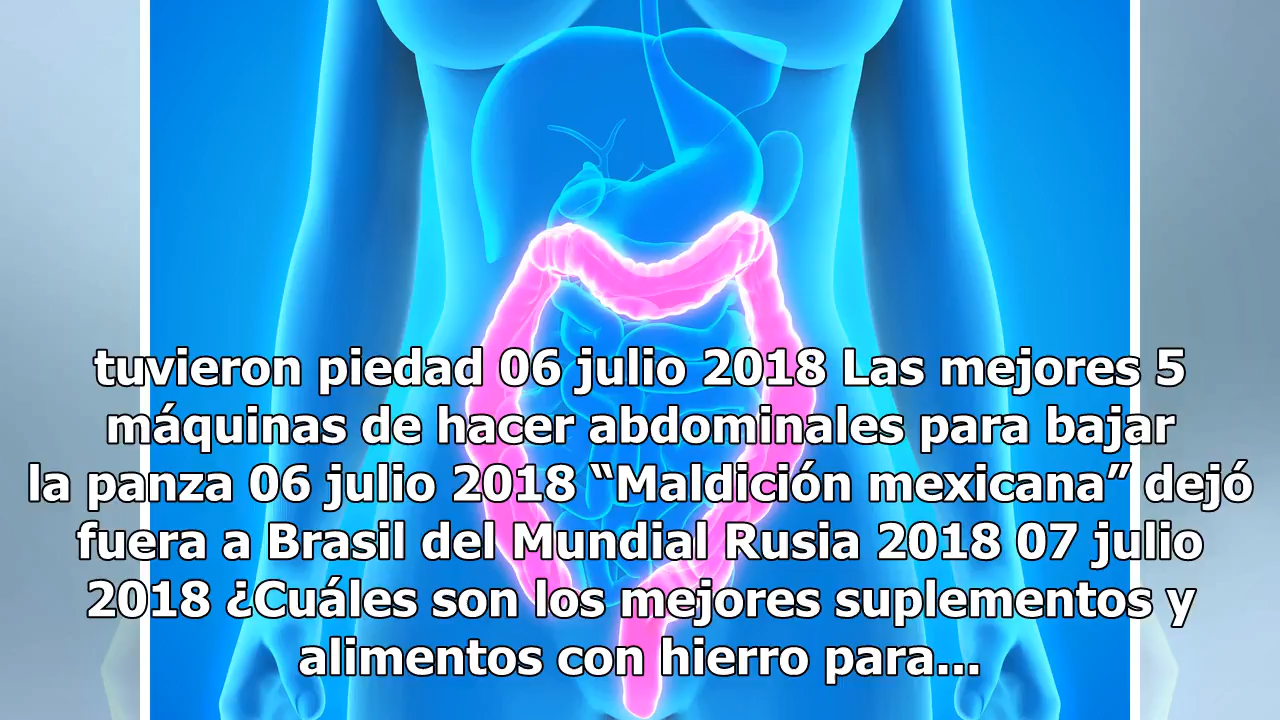 tuvieron piedad 06 julio 2018 Las mejores 5
máquinas de hacer abdominales para bajar
la panza 06 julio 2018 “Maldición mexicana” dejó
fuera a Brasil del Mundial Rusia 2018 07 julio
2018 ¿Cuáles son los mejores suplementos y
alimentos con hierro para...